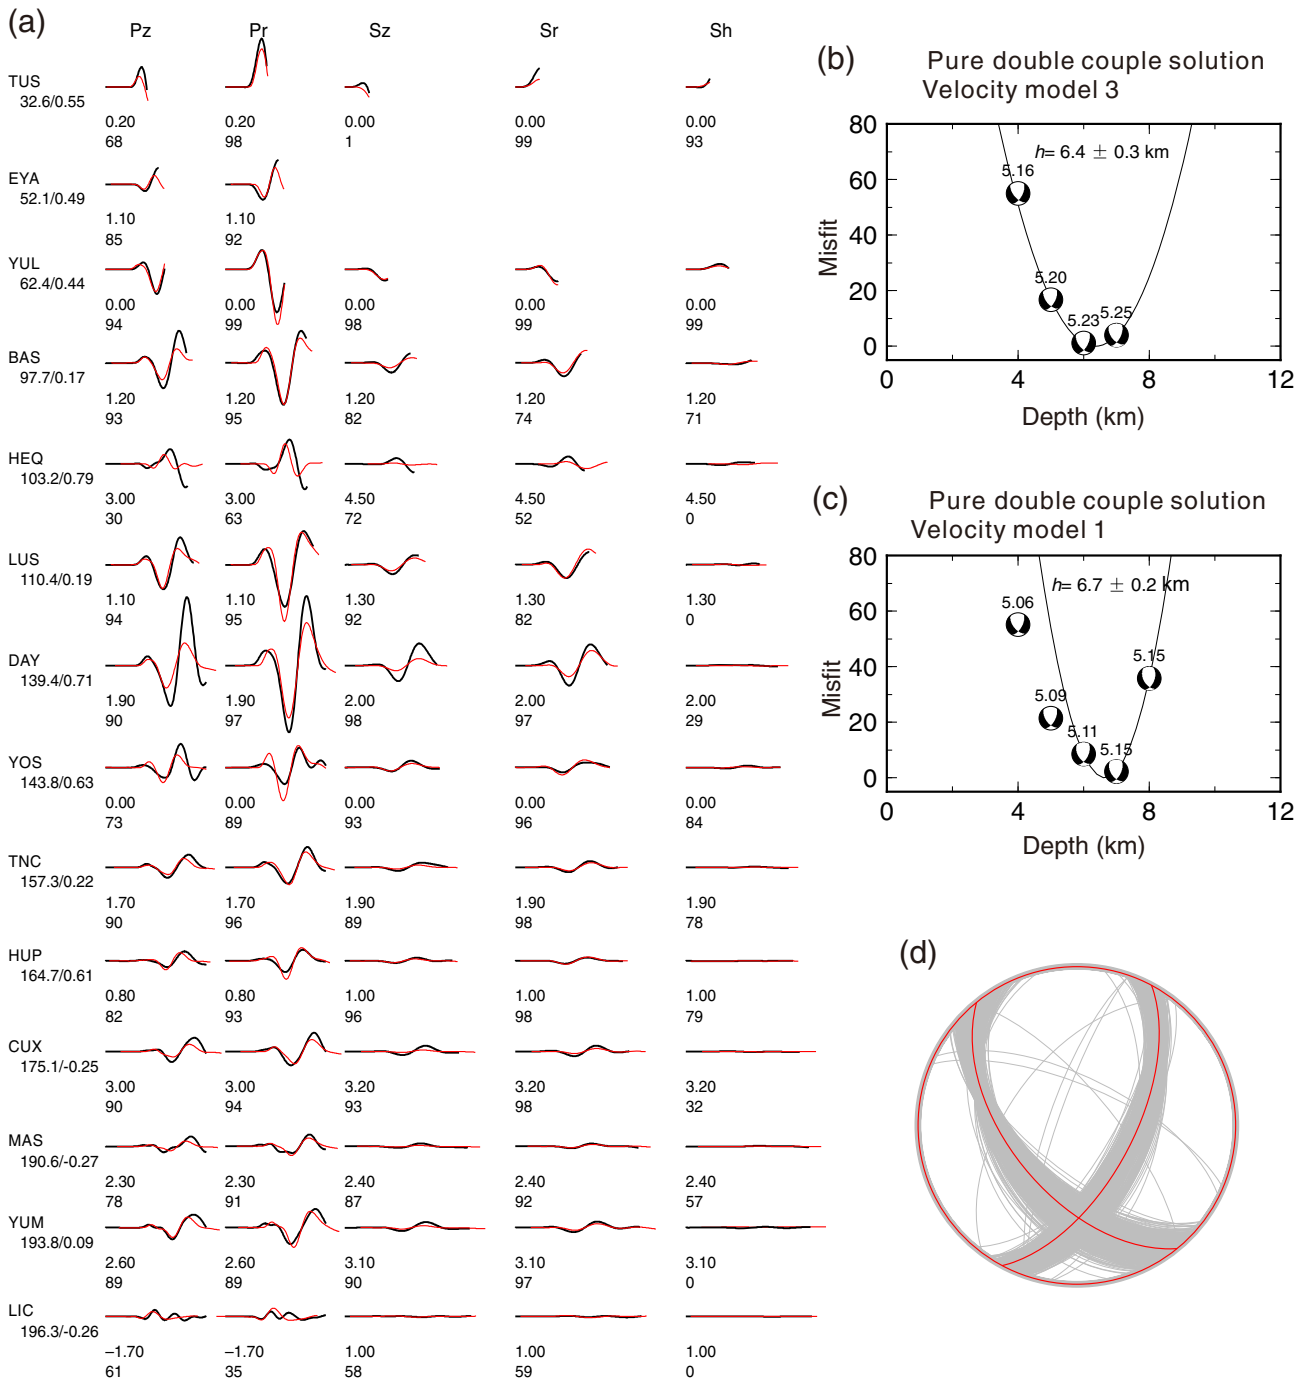 (a)
Pz Pr Sz Sr Sh
TUS
32.6/0.55
0.20 0.20 0.00 0.00 0.00
68 98 1 99 93
EYA
52.1/0.49
1.10 1.10
85 92
YUL
62.4/0.44
0.00 0.00 0.00 0.00 0.00
94 99 98 99 99
BAS
97.7/0.17
1.20 1.20 1.20 1.20 1.20
93 95 82 74 71
HEQ
103.2/0.79
3.00 3.00 4.50 4.50 4.50
30 63 72 52 0
LUS
110.4/0.19
1.10 1.10 1.30 1.30 1.30
94 95 92 82 0
DAY
139.4/0.71
1.90 1.90 2.00 2.00 2.00
90 97 98 97 29
YOS
143.8/0.63
0.00 0.00 0.00 0.00 0.00
73 89 93 96 84
TNC
157.3/0.22
1.70 1.70 1.90 1.90 1.90
90 96 89 98 78
HUP
164.7/0.61
0.80 0.80 1.00 1.00 1.00
82 93 96 98 79
CUX
175.1/-0.25
3.00 3.00 3.20 3.20 3.20
90 94 93 98 32
MAS
190.6/-0.27
2.30 2.30 2.40 2.40 2.40
78 91 87 92 57
YUM
193.8/0.09
2.60 2.60 3.10 3.10 3.10
89 89 90 97 0
LIC
196.3/-0.26
−1.70 −1.70 1.00 1.00 1.00
61 35 58 59 0
(b)
Pure double couple solution
Velocity model 3
80
h= 6.4 ± 0.3 km
5.16
60
40
5.20
20
5.23 5.25
0
Misfit
0 4 8 12
Depth (km)
(c)
Pure double couple solution
Velocity model 1
80
h= 6.7 ± 0.2 km
5.06
60
5.15
40
5.09
20
5.11
5.15
0
Misfit
0 4 8 12
Depth (km)
(d)